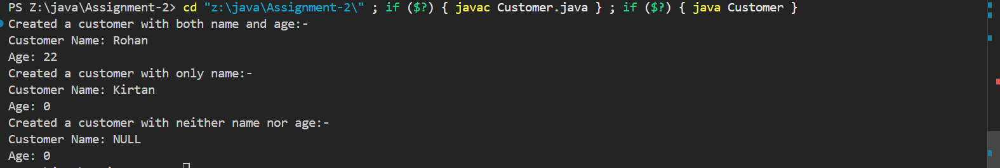 PS Z:\java\Assignment-2> cd "z:\java\Assignment-2\" ; if ($?) { javac Customer.java } ; if ($?) { java Customer }
Created a customer with both name and age:-
Customer Name: Rohan
Age: 22
Created a customer with only name:-
Customer Name: Kirtan
Age: 0
Created a customer with neither name nor age:-
Customer Name: NULL
Age: 0